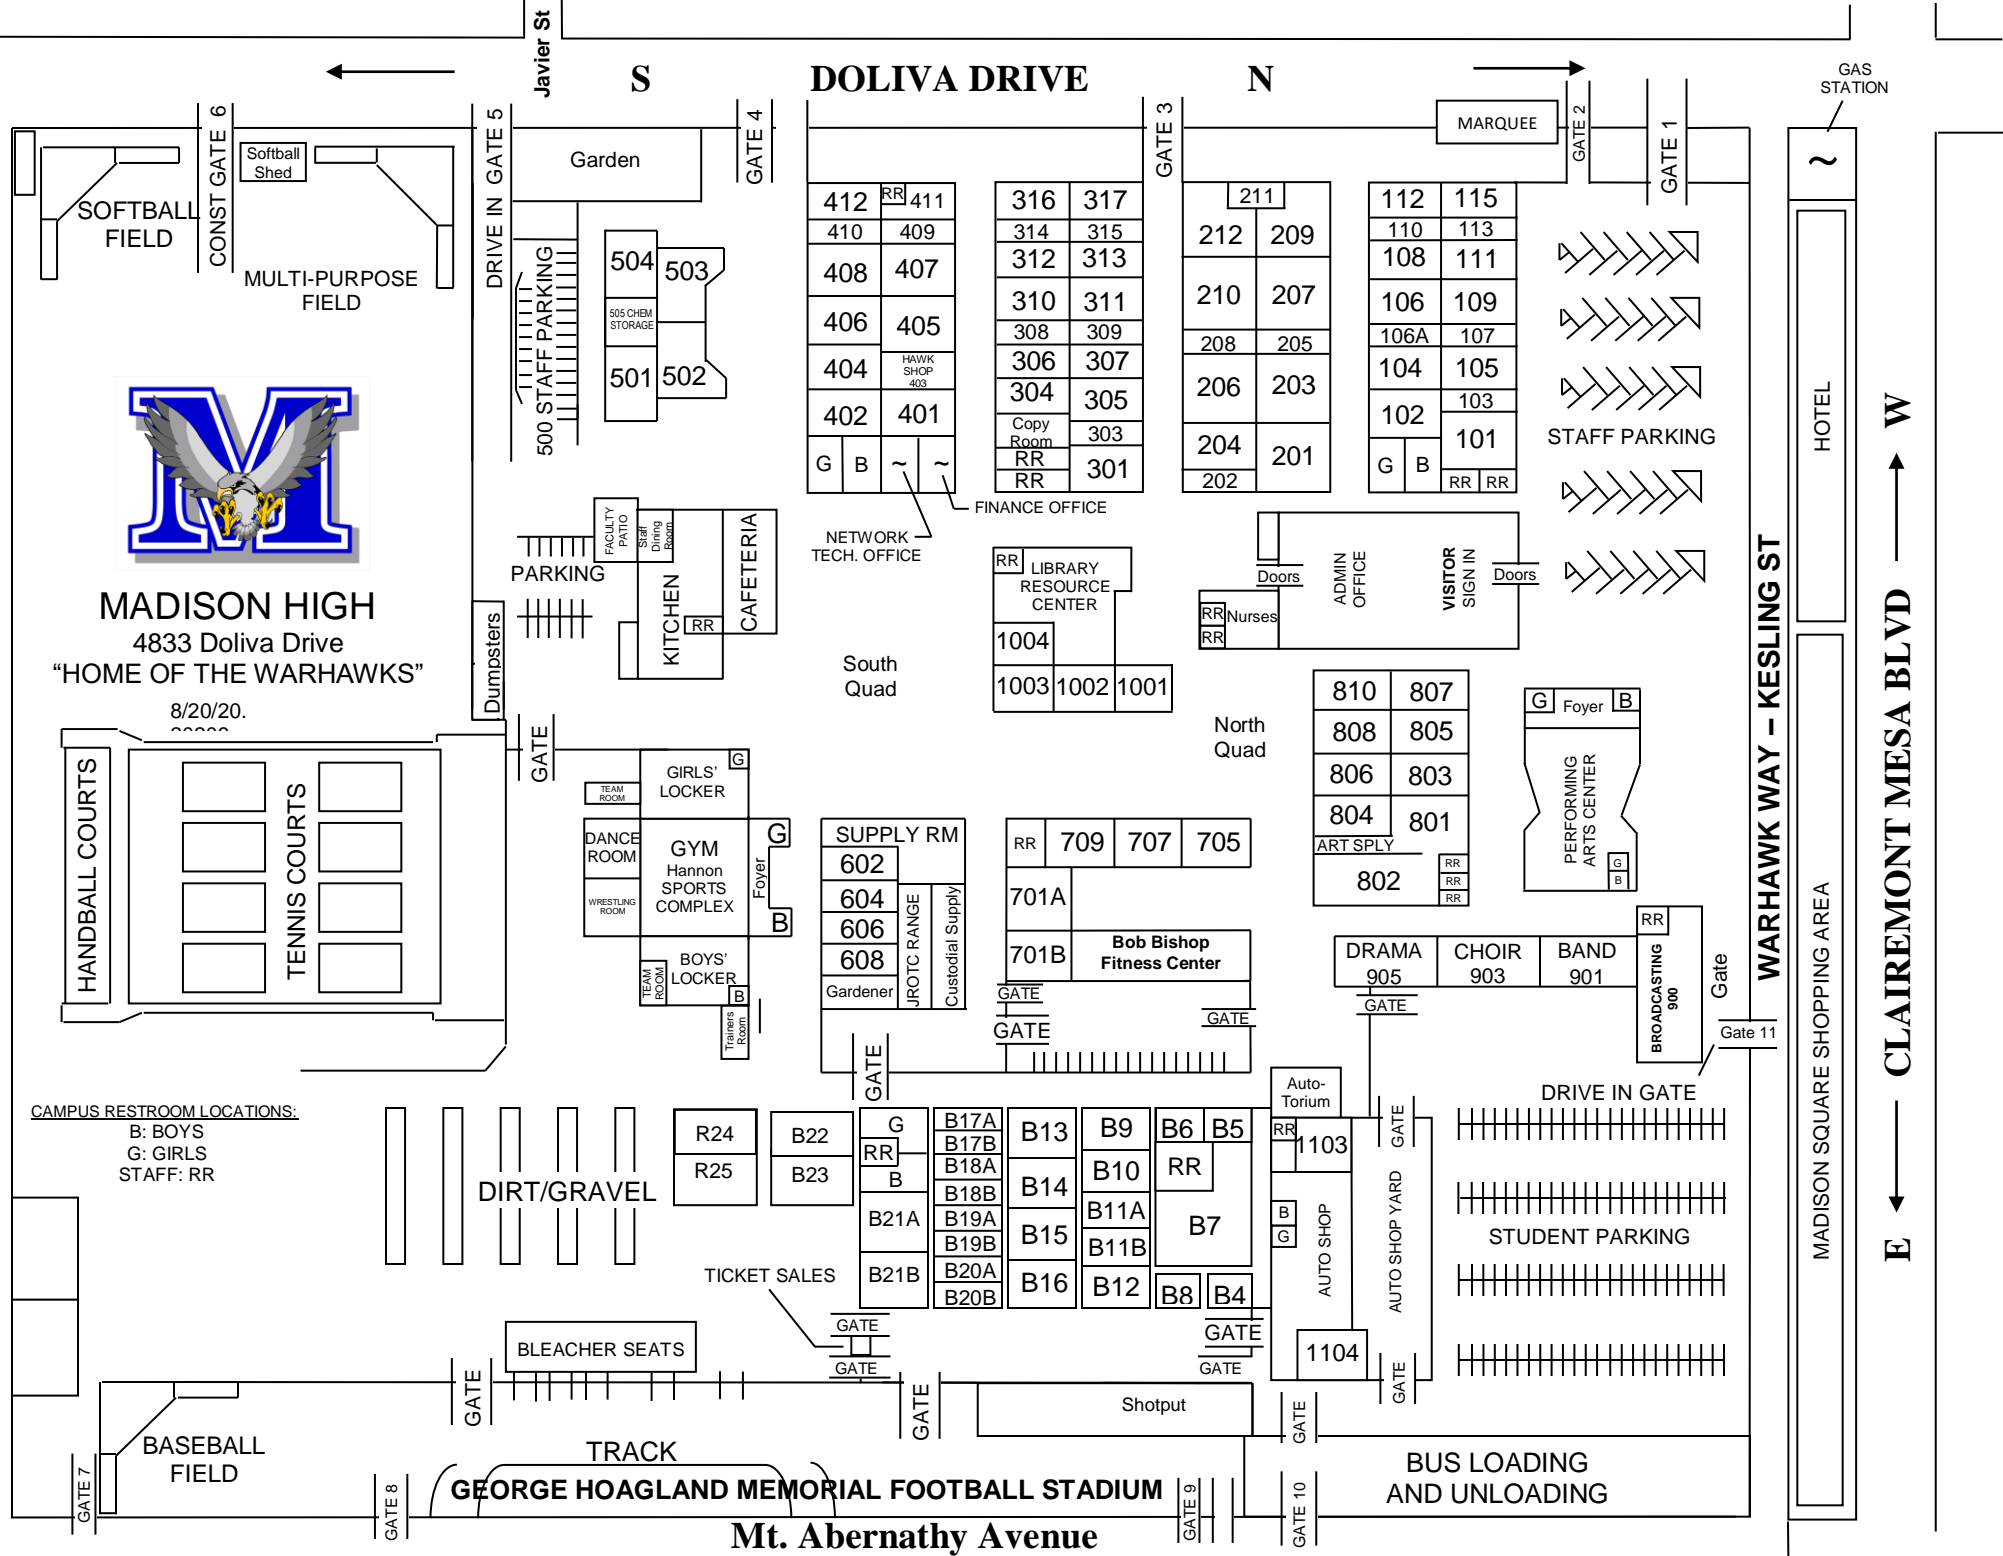 Javier St
S
DOLIVA DRIVE
N
GAS
STATION
CONST GATE 6
DRIVE IN GATE 5
GATE 4
GATE 3
MARQUEE
GATE 2
GATE 1
~
Softball
Shed
Garden
SOFTBALL
FIELD
MULTI-PURPOSE
FIELD
500 STAFF PARKING
504
503
505 CHEM
STORAGE
501
502
412
RR
411
410
409
408
407
406
405
404
HAWK
SHOP
403
402
401
G
B
~
~
NETWORK
TECH. OFFICE
FINANCE OFFICE
316
317
314
315
312
313
310
311
308
309
306
307
304
305
Copy
Room
303
RR
RR
301
211
212
209
210
207
208
205
206
203
204
201
202
112
115
110
113
108
111
106
109
106A
107
104
105
103
102
101
G
B
RR
RR
STAFF PARKING
HOTEL
W
CLAIREMONT MESA BLVD
E
WARHAWK WAY – KESLING ST
MADISON SQUARE SHOPPING AREA
M
MADISON HIGH
4833 Doliva Drive
“HOME OF THE WARHAWKS”
8/20/20.
FACULTY
PATIO
Staff
Dining
Room
PARKING
KITCHEN
RR
CAFETERIA
Dumpsters
RR
LIBRARY
RESOURCE
CENTER
1004
1003
1002
1001
South
Quad
North
Quad
Doors
ADMIN
OFFICE
VISITOR
SIGN IN
Doors
RR
Nurses
RR
810
807
808
805
806
803
804
801
ART SPLY
802
RR
RR
RR
G
Foyer
B
PERFORMING
ARTS CENTER
G
B
HANDBALL COURTS
TENNIS COURTS
GATE
GIRLS’
LOCKER
G
TEAM
ROOM
DANCE
ROOM
GYM
Hannon
SPORTS
COMPLEX
Foyer
G
B
WRESTLING
ROOM
BOYS’
LOCKER
TEAM
ROOM
B
Trainers
Room
SUPPLY RM
602
604
606
608
Gardener
JROTC RANGE
Custodial Supply
GATE
RR
709
707
705
701A
701B
Bob Bishop
Fitness Center
GATE
GATE
GATE
DRAMA
905
CHOIR
903
BAND
901
RR
BROADCASTING
900
GATE
Gate
Gate 11
DRIVE IN GATE
CAMPUS RESTROOM LOCATIONS:
B: BOYS
G: GIRLS
STAFF: RR
DIRT/GRAVEL
R24
R25
B22
B23
G
RR
B
B21A
B21B
B17A
B17B
B18A
B18B
B19A
B19B
B20A
B20B
B13
B14
B15
B16
B9
B10
B11A
B11B
B12
B6
B5
RR
B7
B8
B4
Auto-
Torium
RR
1103
B
G
AUTO SHOP
1104
GATE
AUTO SHOP YARD
GATE
STUDENT PARKING
TICKET SALES
GATE
GATE
GATE
GATE
BLEACHER SEATS
GATE
GATE
Shotput
GATE
BASEBALL
FIELD
TRACK
GEORGE HOAGLAND MEMORIAL FOOTBALL STADIUM
BUS LOADING
AND UNLOADING
GATE 7
GATE 8
GATE 9
GATE 10
Mt. Abernathy Avenue